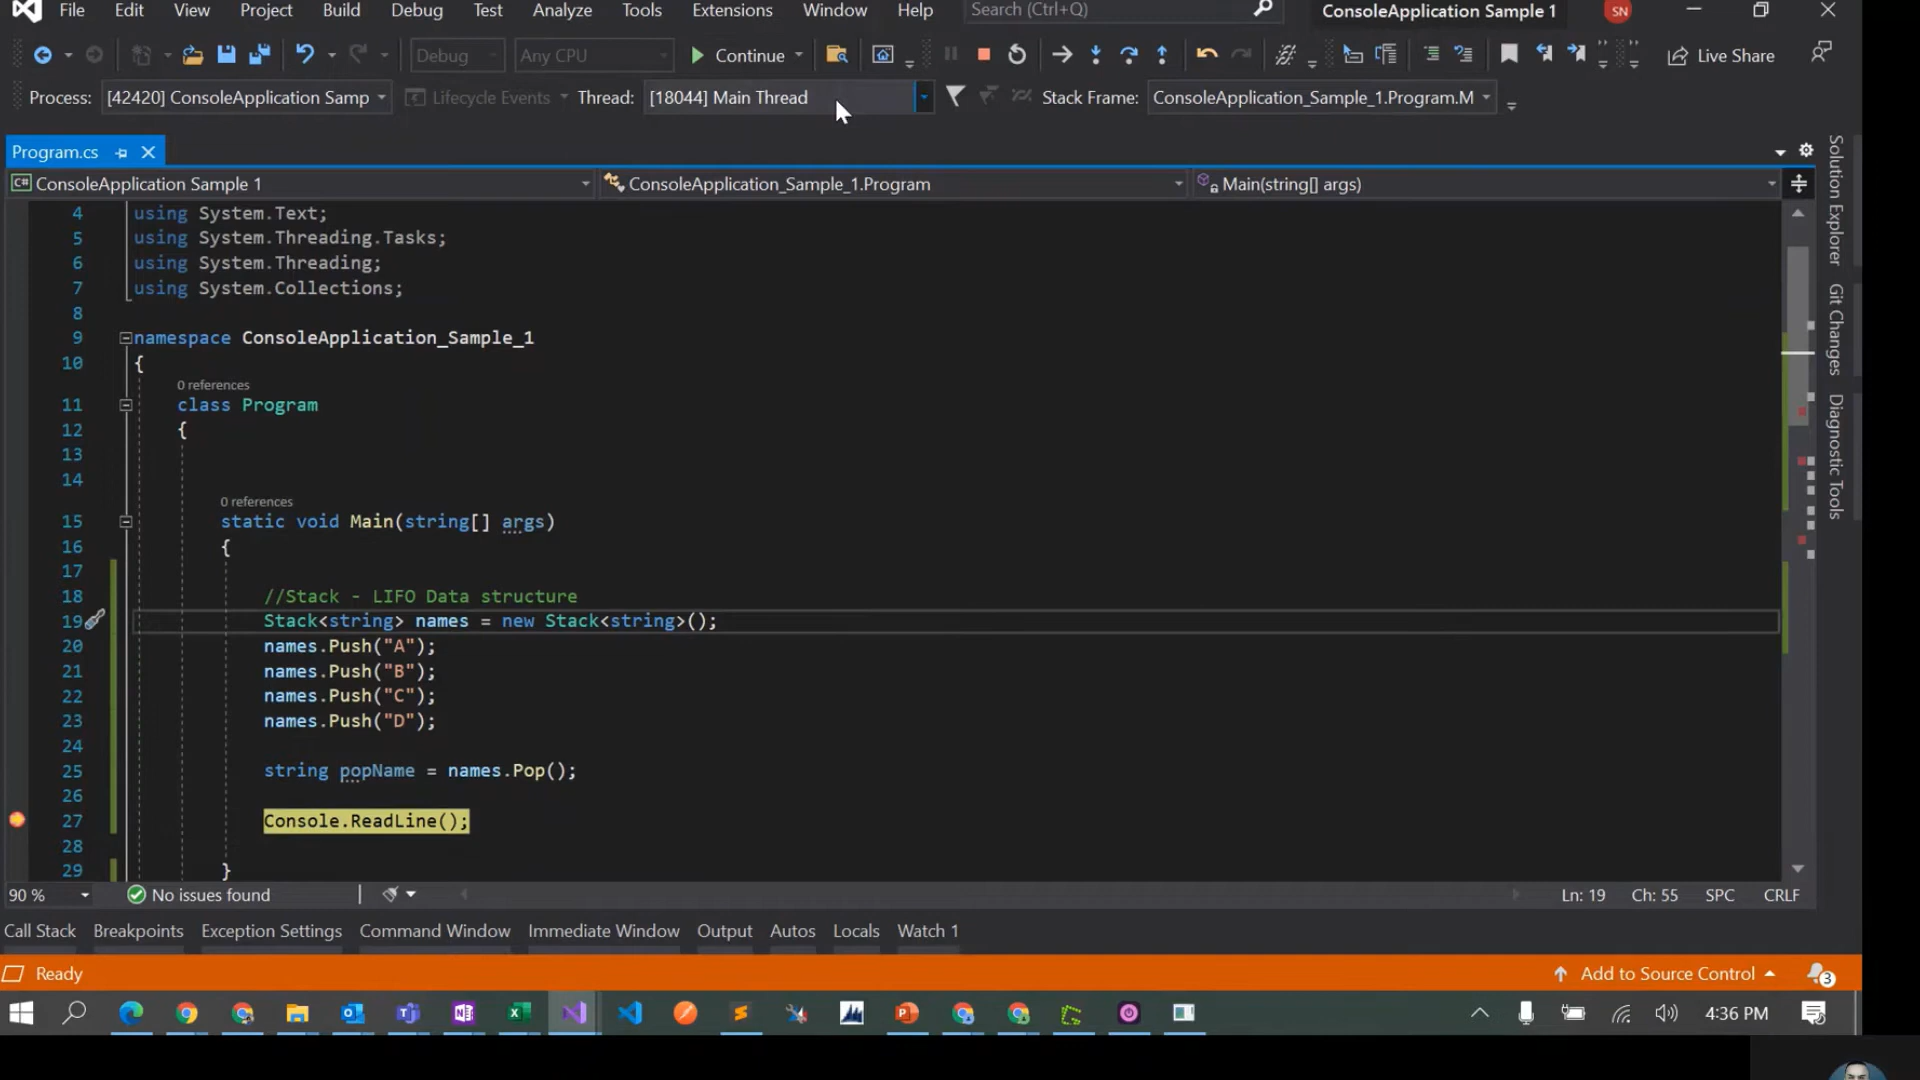 File Edit View Project Build Debug Test Analyze Tools Extensions Window Help Search (Ctrl+Q) ConsoleApplication Sample 1 SN
Debug Any CPU Continue Live Share
Process: [42420] ConsoleApplication Samp Lifecycle Events Thread: [18044] Main Thread Stack Frame: ConsoleApplication_Sample_1.Program.M
Program.cs
C# ConsoleApplication Sample 1 ConsoleApplication_Sample_1.Program Main(string[] args)
4 using System.Text;
5 using System.Threading.Tasks;
6 using System.Threading;
7 using System.Collections;
8
9 namespace ConsoleApplication_Sample_1
10 {
0 references
11 class Program
12 {
13
14
0 references
15 static void Main(string[] args)
16 {
17
18 //Stack - LIFO Data structure
19 Stack<string> names = new Stack<string>();
20 names.Push("A");
21 names.Push("B");
22 names.Push("C");
23 names.Push("D");
24
25 string popName = names.Pop();
26
27 Console.ReadLine();
28
29 }
Solution Explorer
Git Changes
Diagnostic Tools
90 % No issues found Ln: 19 Ch: 55 SPC CRLF
Call Stack Breakpoints Exception Settings Command Window Immediate Window Output Autos Locals Watch 1
Ready Add to Source Control 3
4:36 PM